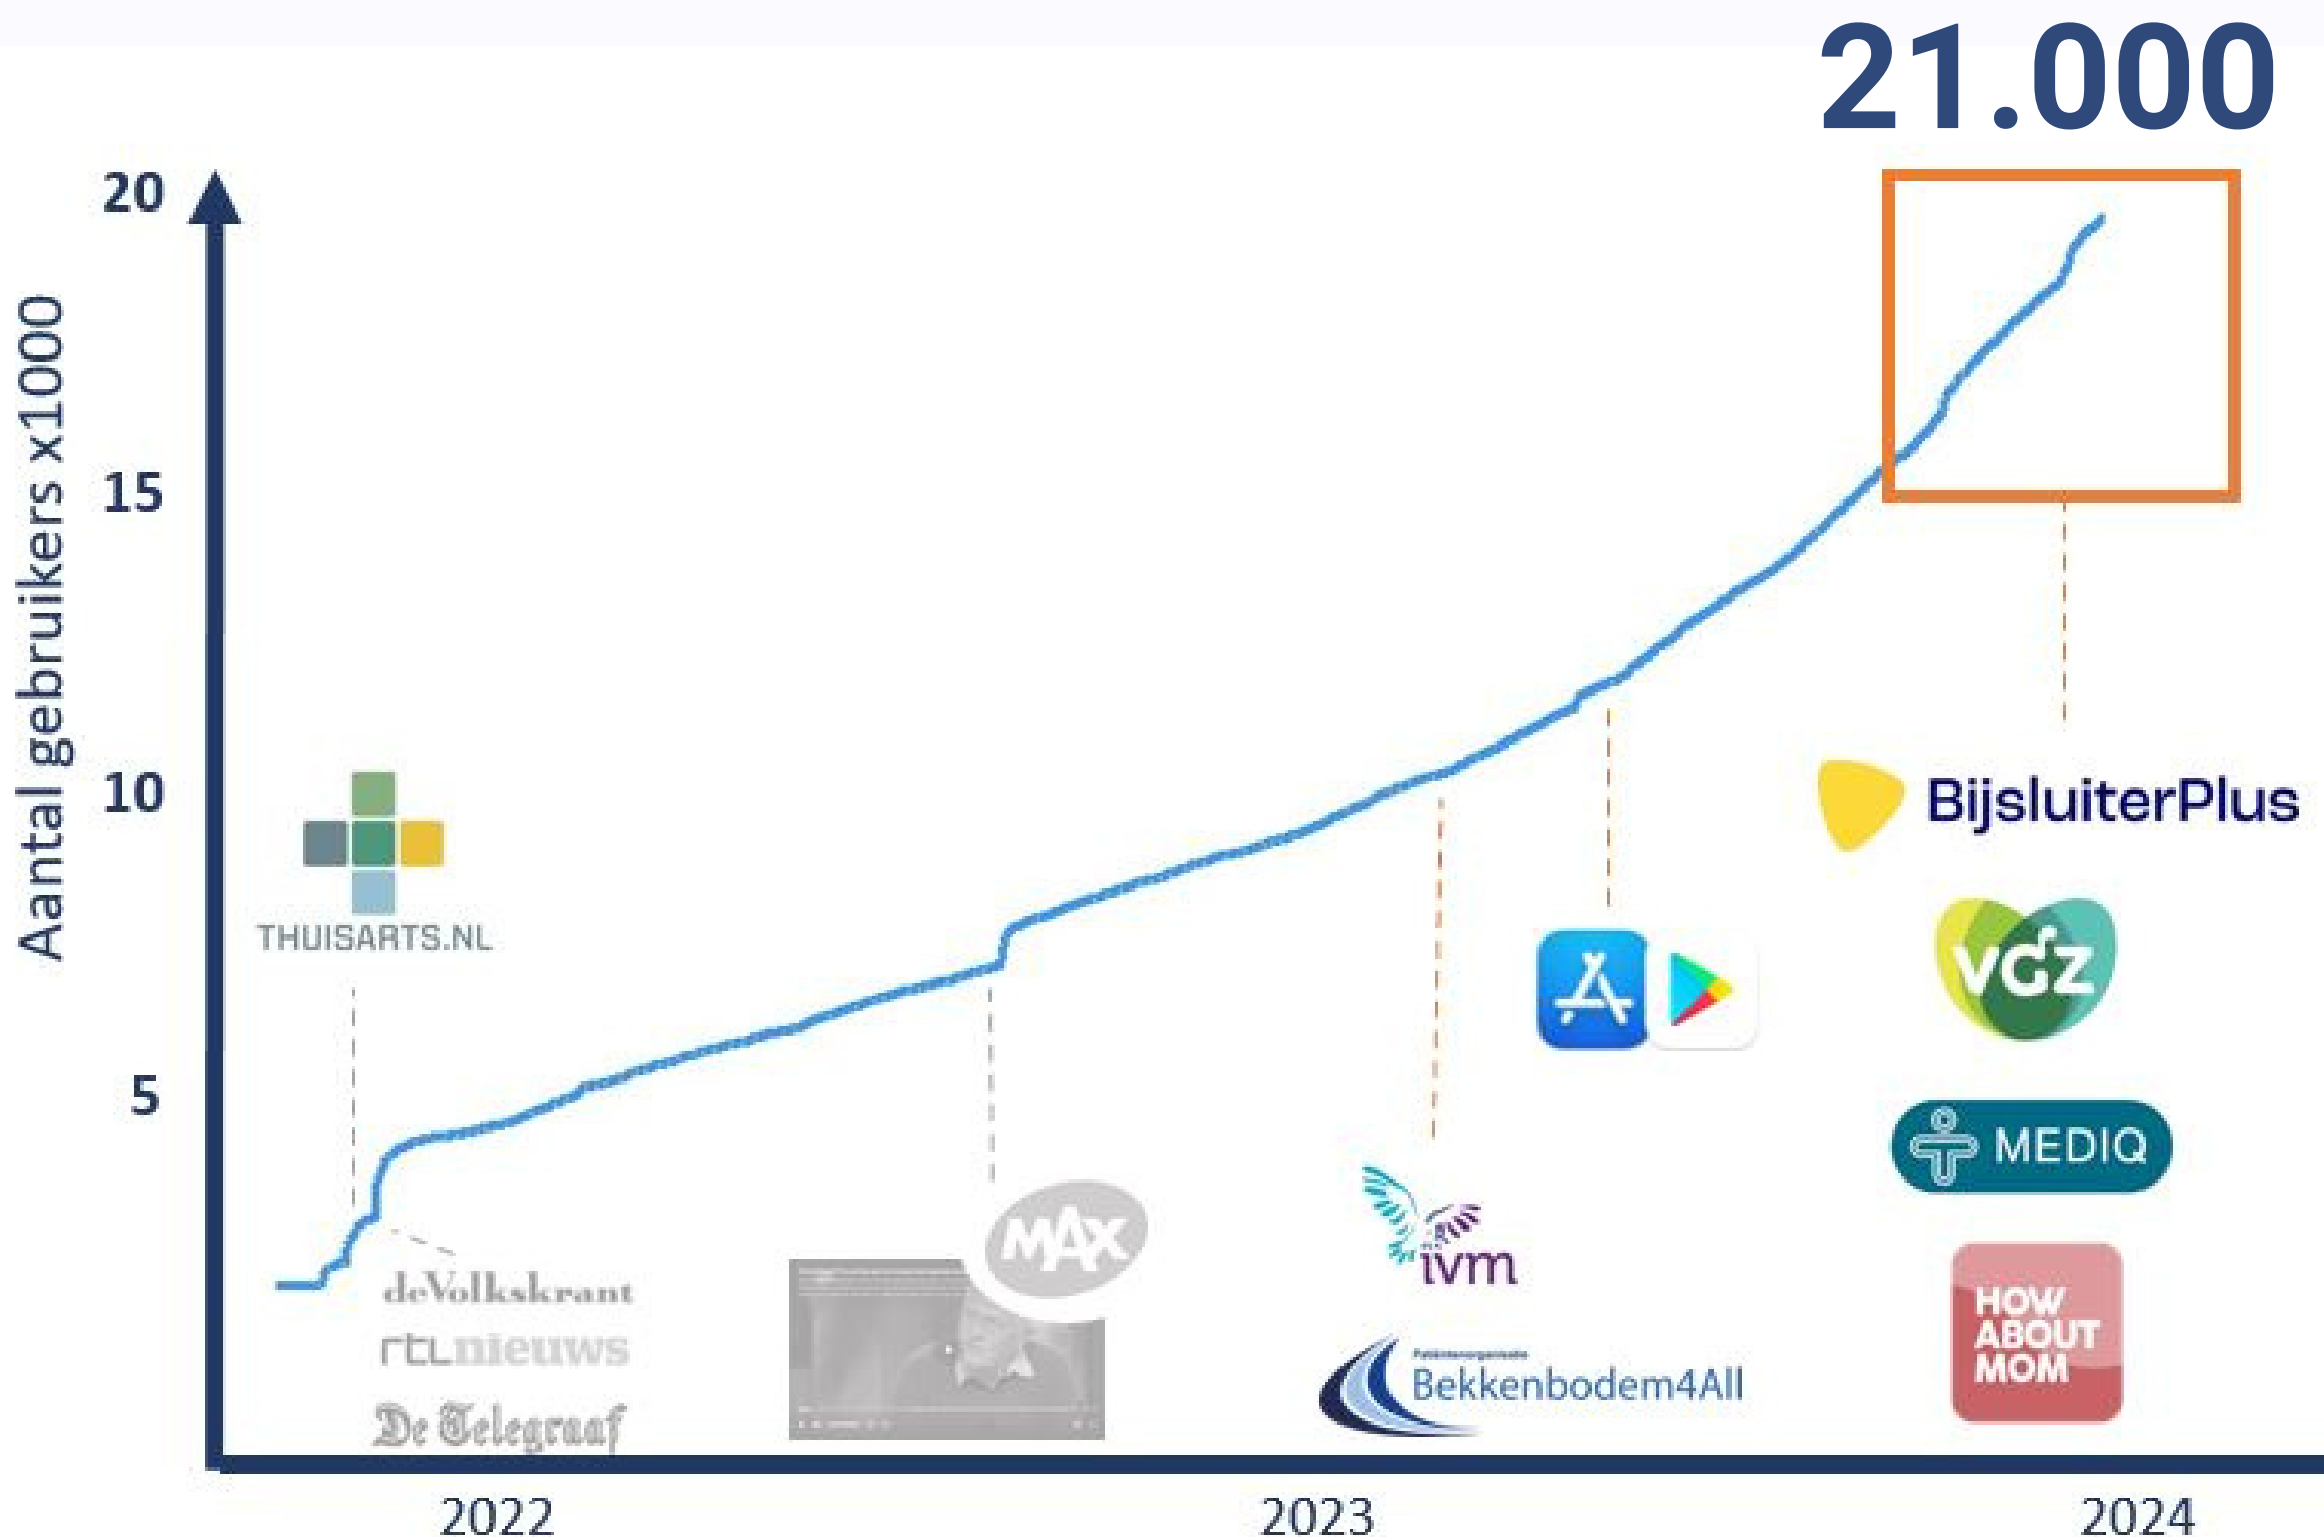 21.000
20
15
10
5
Aantal gebruikers x1000
THUISARTS.NL
deVolkskrant
rtlnieuws
De Telegraaf
MAX
ivm
Patiëntenorganisatie
Bekkenbodem4All
BijsluiterPlus
VGZ
MEDIQ
HOW
ABOUT
MOM
2022
2023
2024